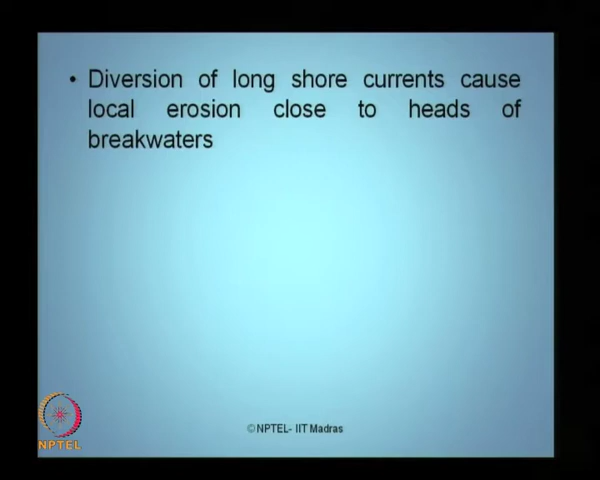 • Diversion of long shore currents cause
local erosion close to heads of
breakwaters
©NPTEL- IIT Madras
NPTEL